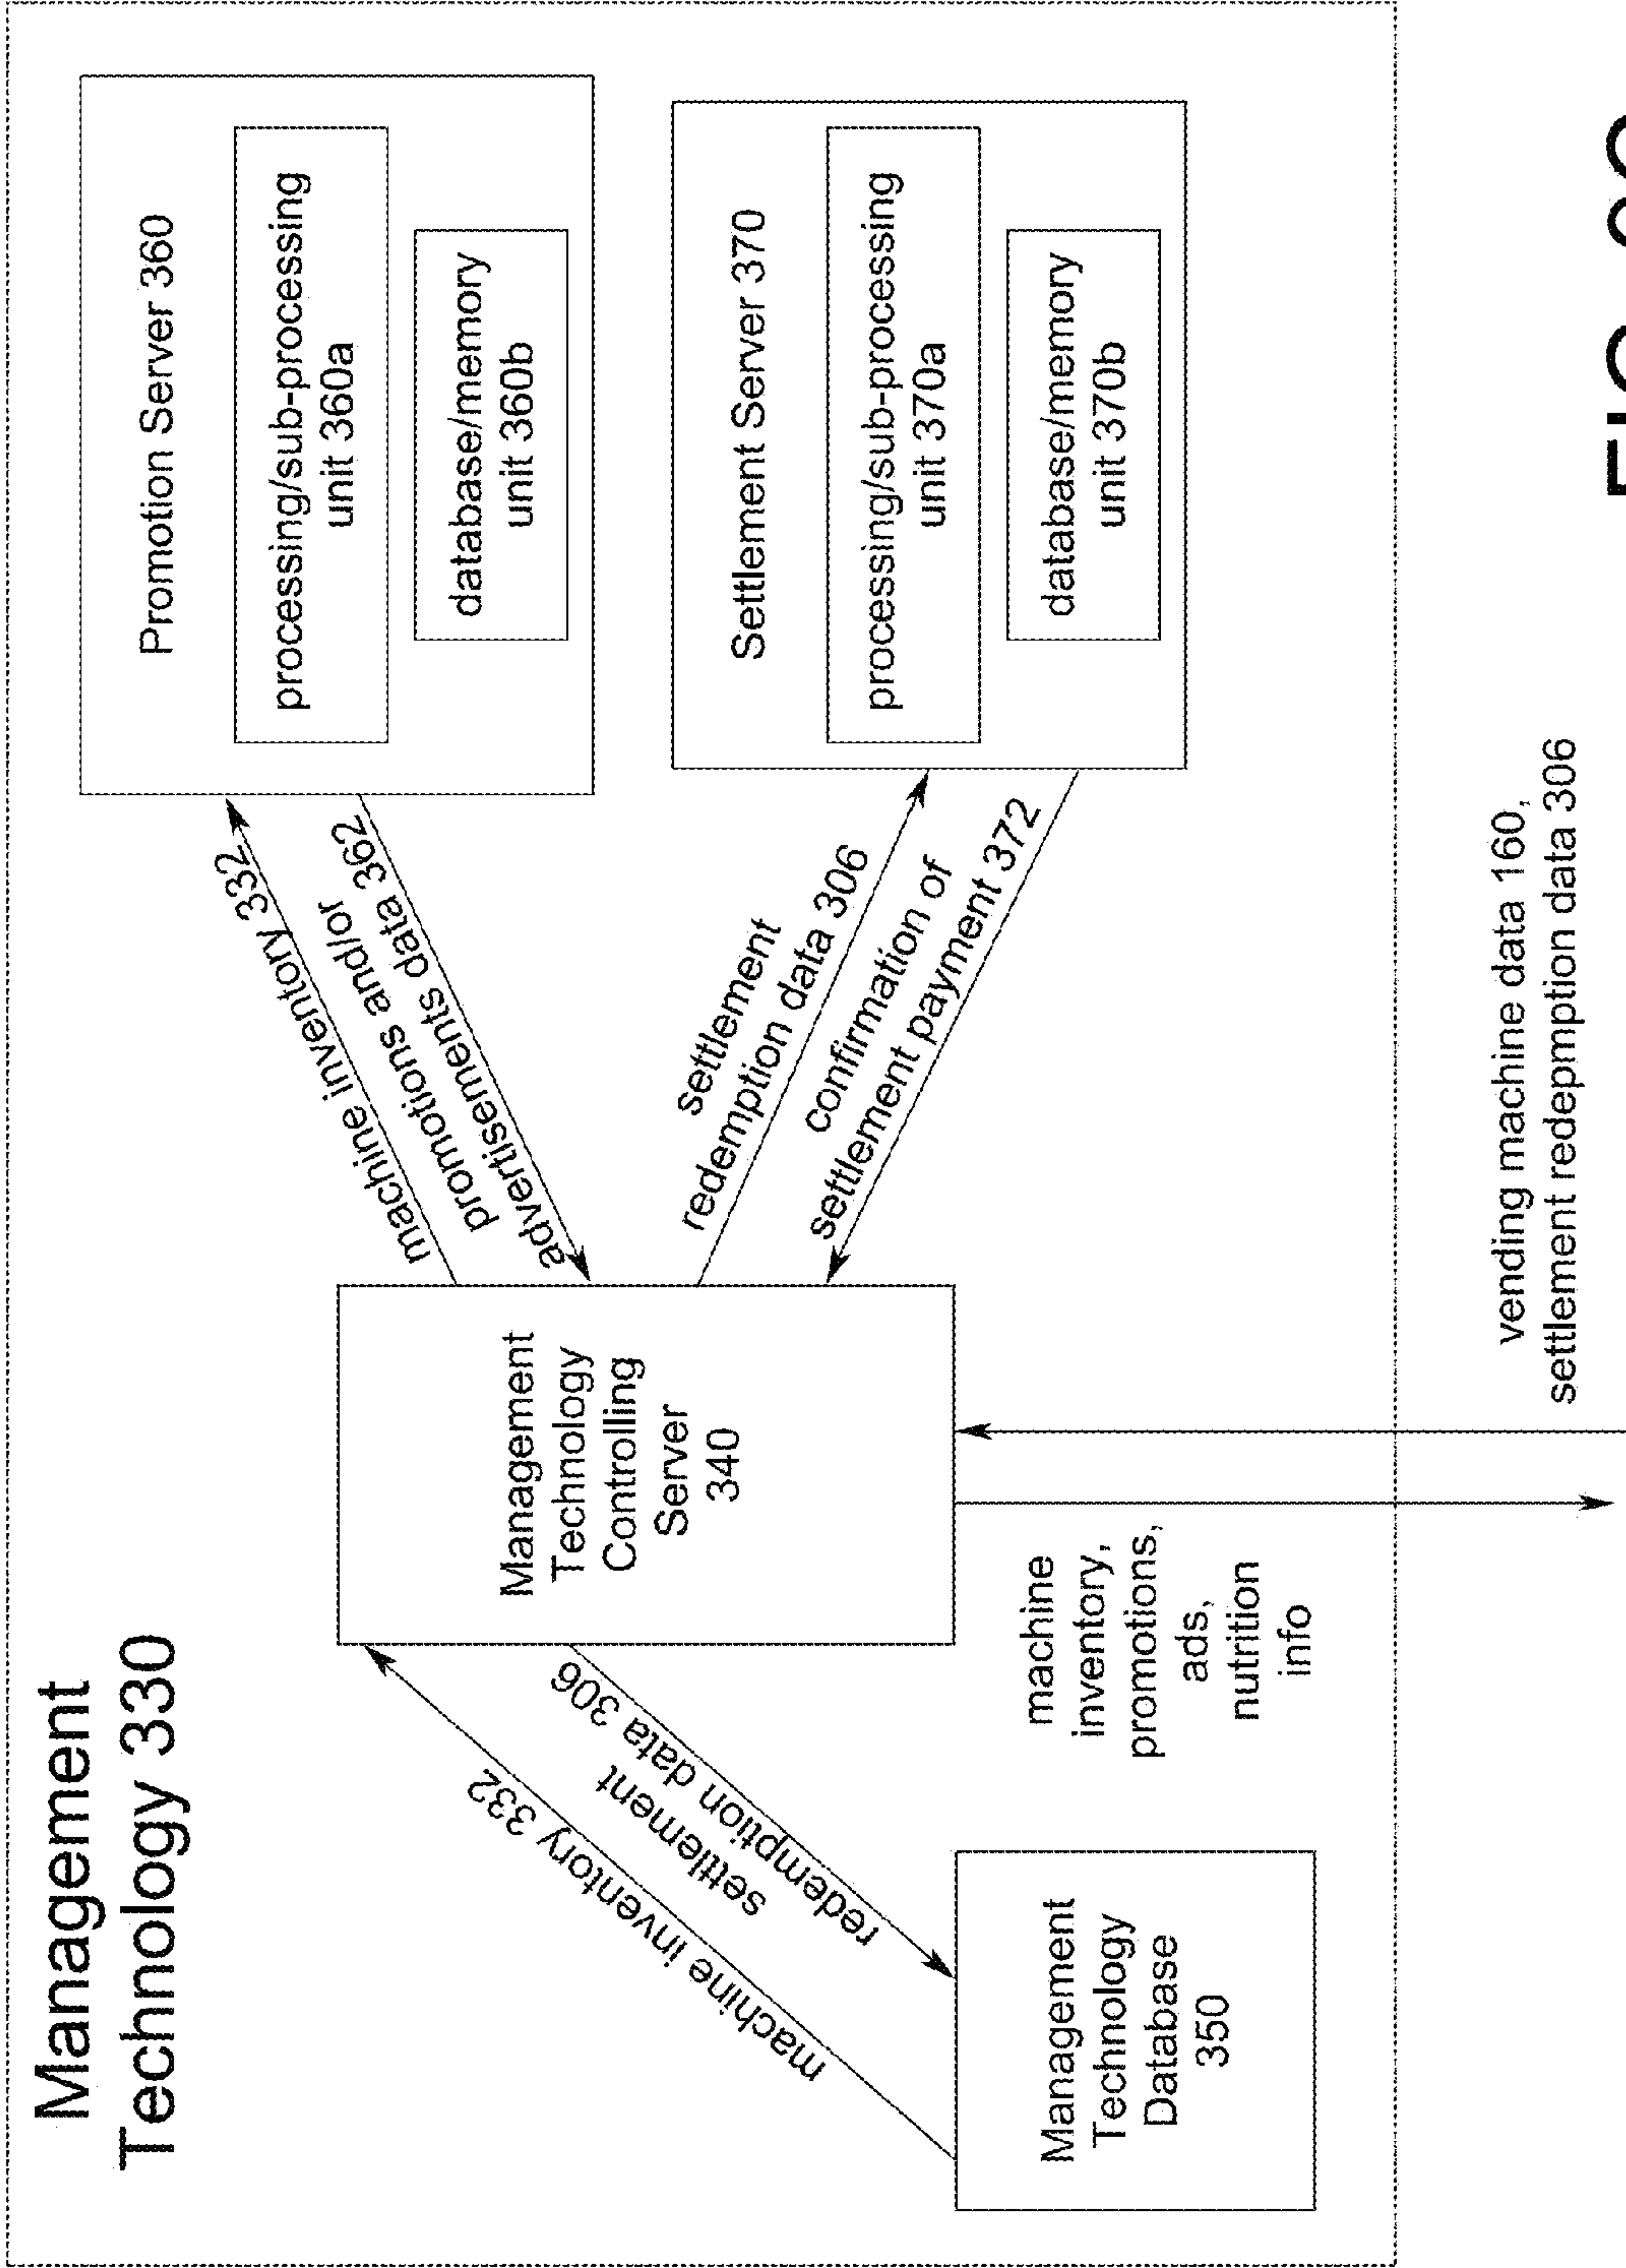 Management
Technology 330
Promotion Server 360
processing/sub-processing
unit 360a
database/memory
unit 360b
machine inventory 332
promotions and/or
advertisements data 362
Management
Technology
Controlling
Server
340
Settlement Server 370
processing/sub-processing
unit 370a
database/memory
unit 370b
settlement
redemption data 306
confirmation of
settlement payment 372
machine inventory 332
settlement
redemption data 306
Management
Technology
Database
350
machine
inventory,
promotions,
ads,
nutrition
info
vending machine data 160,
settlement redepmption data 306